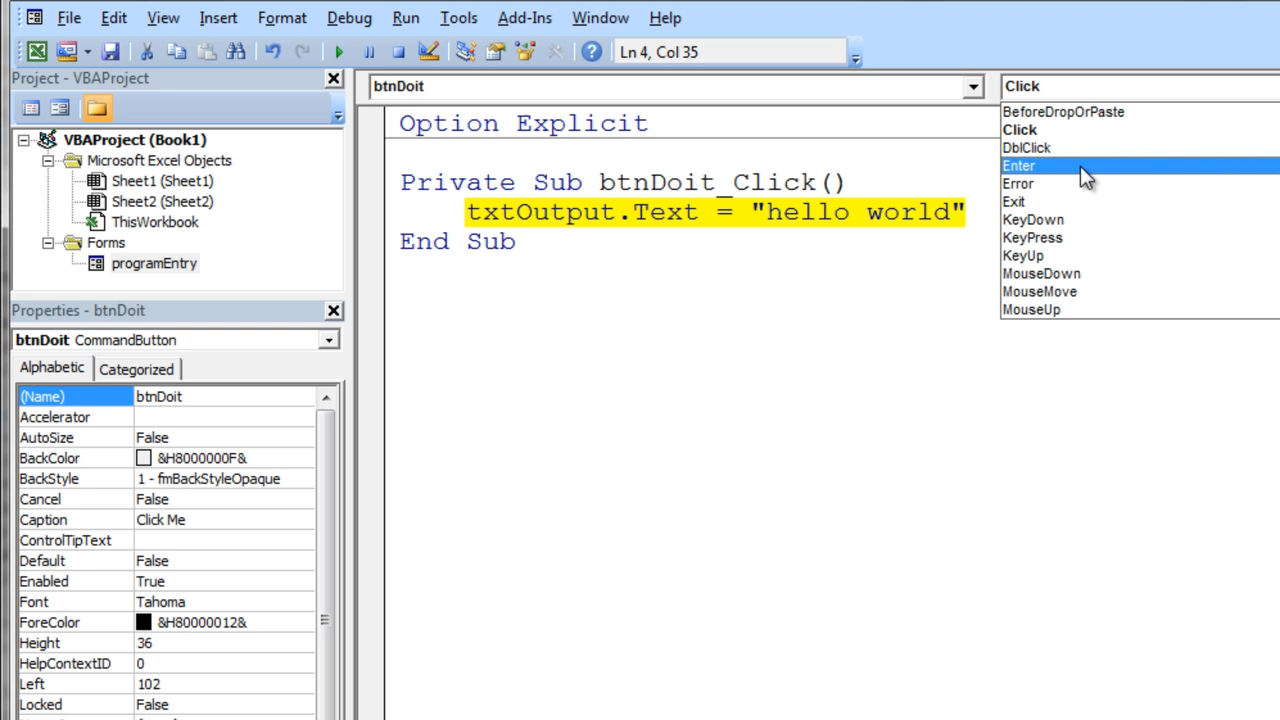 File Edit View Insert Format Debug Run Tools Add-Ins Window Help
Ln 4, Col 35
Project - VBAProject
VBAProject (Book1)
Microsoft Excel Objects
Sheet1 (Sheet1)
Sheet2 (Sheet2)
ThisWorkbook
Forms
programEntry
Properties - btnDoit
btnDoit CommandButton
Alphabetic Categorized
(Name) btnDoit
Accelerator
AutoSize False
BackColor &H8000000F&
BackStyle 1 - fmBackStyleOpaque
Cancel False
Caption Click Me
ControlTipText
Default False
Enabled True
Font Tahoma
ForeColor &H80000012&
Height 36
HelpContextID 0
Left 102
Locked False
btnDoit
Click
BeforeDropOrPaste
Click
DblClick
Enter
Error
Exit
KeyDown
KeyPress
KeyUp
MouseDown
MouseMove
MouseUp
Option Explicit
Private Sub btnDoit_Click()
txtOutput.Text = "hello world"
End Sub